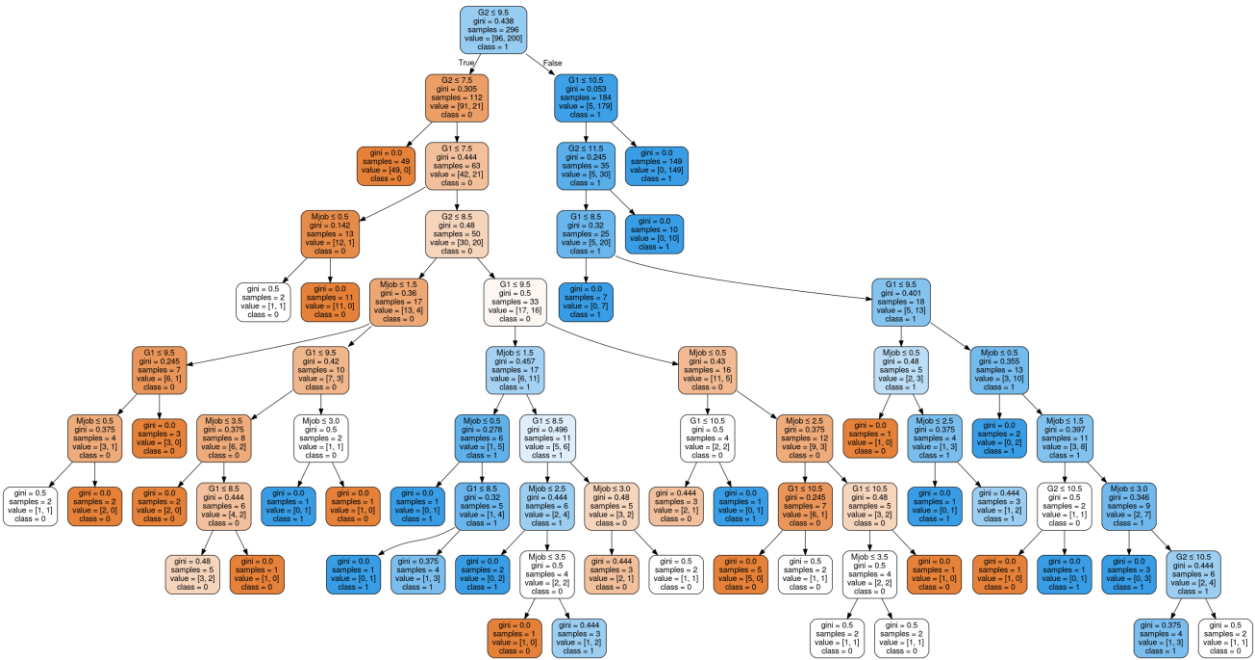 G2 ≤ 9.5
gini = 0.438
samples = 296
value = [96, 200]
class = 1
True
False
G2 ≤ 7.5
gini = 0.305
samples = 112
value = [91, 21]
class = 0
G1 ≤ 10.5
gini = 0.053
samples = 184
value = [5, 179]
class = 1
gini = 0.0
samples = 49
value = [49, 0]
class = 0
G1 ≤ 7.5
gini = 0.444
samples = 63
value = [42, 21]
class = 0
G2 ≤ 11.5
gini = 0.245
samples = 35
value = [5, 30]
class = 1
gini = 0.0
samples = 149
value = [0, 149]
class = 1
Mjob ≤ 0.5
gini = 0.142
samples = 13
value = [12, 1]
class = 0
G2 ≤ 8.5
gini = 0.48
samples = 50
value = [30, 20]
class = 0
G1 ≤ 8.5
gini = 0.32
samples = 25
value = [5, 20]
class = 1
gini = 0.0
samples = 10
value = [0, 10]
class = 1
gini = 0.5
samples = 2
value = [1, 1]
class = 0
gini = 0.0
samples = 11
value = [11, 0]
class = 0
Mjob ≤ 1.5
gini = 0.36
samples = 17
value = [13, 4]
class = 0
G1 ≤ 9.5
gini = 0.5
samples = 33
value = [17, 16]
class = 0
gini = 0.0
samples = 7
value = [0, 7]
class = 1
G1 ≤ 9.5
gini = 0.401
samples = 18
value = [5, 13]
class = 1
G1 ≤ 9.5
gini = 0.245
samples = 7
value = [6, 1]
class = 0
G1 ≤ 9.5
gini = 0.42
samples = 10
value = [7, 3]
class = 0
Mjob ≤ 1.5
gini = 0.457
samples = 17
value = [6, 11]
class = 1
Mjob ≤ 0.5
gini = 0.43
samples = 16
value = [11, 5]
class = 0
Mjob ≤ 0.5
gini = 0.48
samples = 5
value = [2, 3]
class = 1
Mjob ≤ 0.5
gini = 0.355
samples = 13
value = [3, 10]
class = 1
Mjob ≤ 0.5
gini = 0.375
samples = 4
value = [3, 1]
class = 0
gini = 0.0
samples = 3
value = [3, 0]
class = 0
Mjob ≤ 3.5
gini = 0.375
samples = 8
value = [6, 2]
class = 0
Mjob ≤ 3.0
gini = 0.5
samples = 2
value = [1, 1]
class = 0
Mjob ≤ 0.5
gini = 0.278
samples = 6
value = [1, 5]
class = 1
G1 ≤ 8.5
gini = 0.496
samples = 11
value = [5, 6]
class = 1
G1 ≤ 10.5
gini = 0.5
samples = 4
value = [2, 2]
class = 0
Mjob ≤ 2.5
gini = 0.375
samples = 12
value = [9, 3]
class = 0
gini = 0.0
samples = 1
value = [1, 0]
class = 0
Mjob ≤ 2.5
gini = 0.375
samples = 4
value = [1, 3]
class = 1
gini = 0.0
samples = 2
value = [0, 2]
class = 1
Mjob ≤ 1.5
gini = 0.397
samples = 11
value = [3, 8]
class = 1
gini = 0.5
samples = 2
value = [1, 1]
class = 0
gini = 0.0
samples = 2
value = [2, 0]
class = 0
gini = 0.0
samples = 2
value = [2, 0]
class = 0
G1 ≤ 8.5
gini = 0.444
samples = 6
value = [4, 2]
class = 0
gini = 0.0
samples = 1
value = [0, 1]
class = 1
gini = 0.0
samples = 1
value = [1, 0]
class = 0
gini = 0.0
samples = 1
value = [0, 1]
class = 1
G1 ≤ 8.5
gini = 0.32
samples = 5
value = [1, 4]
class = 1
Mjob ≤ 2.5
gini = 0.444
samples = 6
value = [2, 4]
class = 1
Mjob ≤ 3.0
gini = 0.48
samples = 5
value = [3, 2]
class = 0
gini = 0.444
samples = 3
value = [2, 1]
class = 0
gini = 0.0
samples = 1
value = [0, 1]
class = 1
G1 ≤ 10.5
gini = 0.245
samples = 7
value = [6, 1]
class = 0
G1 ≤ 10.5
gini = 0.48
samples = 5
value = [3, 2]
class = 0
gini = 0.0
samples = 1
value = [0, 1]
class = 1
gini = 0.444
samples = 3
value = [1, 2]
class = 1
G2 ≤ 10.5
gini = 0.5
samples = 2
value = [1, 1]
class = 0
Mjob ≤ 3.0
gini = 0.346
samples = 9
value = [2, 7]
class = 1
gini = 0.48
samples = 5
value = [3, 2]
class = 0
gini = 0.0
samples = 1
value = [1, 0]
class = 0
gini = 0.0
samples = 1
value = [0, 1]
class = 1
gini = 0.375
samples = 4
value = [1, 3]
class = 1
gini = 0.0
samples = 2
value = [0, 2]
class = 1
Mjob ≤ 3.5
gini = 0.5
samples = 4
value = [2, 2]
class = 0
gini = 0.444
samples = 3
value = [2, 1]
class = 0
gini = 0.5
samples = 2
value = [1, 1]
class = 0
gini = 0.0
samples = 5
value = [5, 0]
class = 0
gini = 0.5
samples = 2
value = [1, 1]
class = 0
Mjob ≤ 3.5
gini = 0.5
samples = 4
value = [2, 2]
class = 0
gini = 0.0
samples = 1
value = [1, 0]
class = 0
gini = 0.0
samples = 1
value = [1, 0]
class = 0
gini = 0.0
samples = 1
value = [0, 1]
class = 1
gini = 0.0
samples = 3
value = [0, 3]
class = 1
G2 ≤ 10.5
gini = 0.444
samples = 6
value = [2, 4]
class = 1
gini = 0.0
samples = 1
value = [1, 0]
class = 0
gini = 0.444
samples = 3
value = [1, 2]
class = 1
gini = 0.5
samples = 2
value = [1, 1]
class = 0
gini = 0.5
samples = 2
value = [1, 1]
class = 0
gini = 0.375
samples = 4
value = [1, 3]
class = 1
gini = 0.5
samples = 2
value = [1, 1]
class = 0